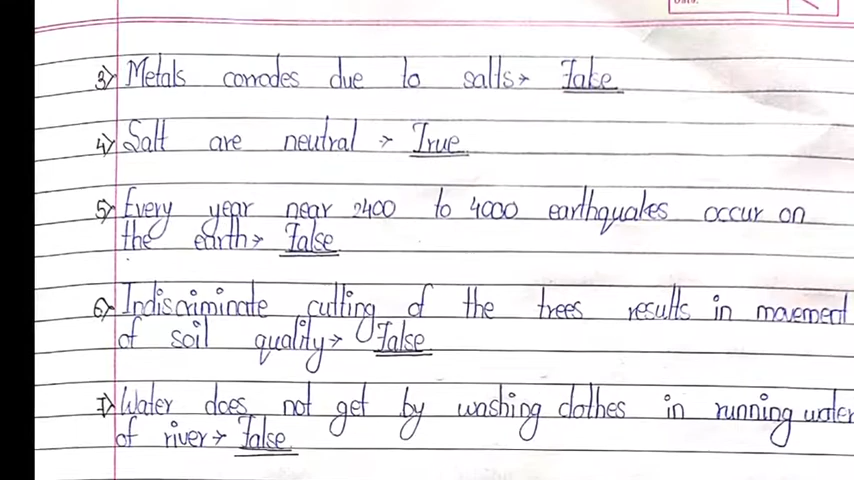 3) Metals corrodes due to salts → False
4) Salt are neutral → True
5) Every year near 2400 to 4000 earthquakes occur on
the earth → False
6) Indiscriminate cutting of the trees results in movement
of soil quality → False
7) Water does not get by washing clothes in running water
of river → False